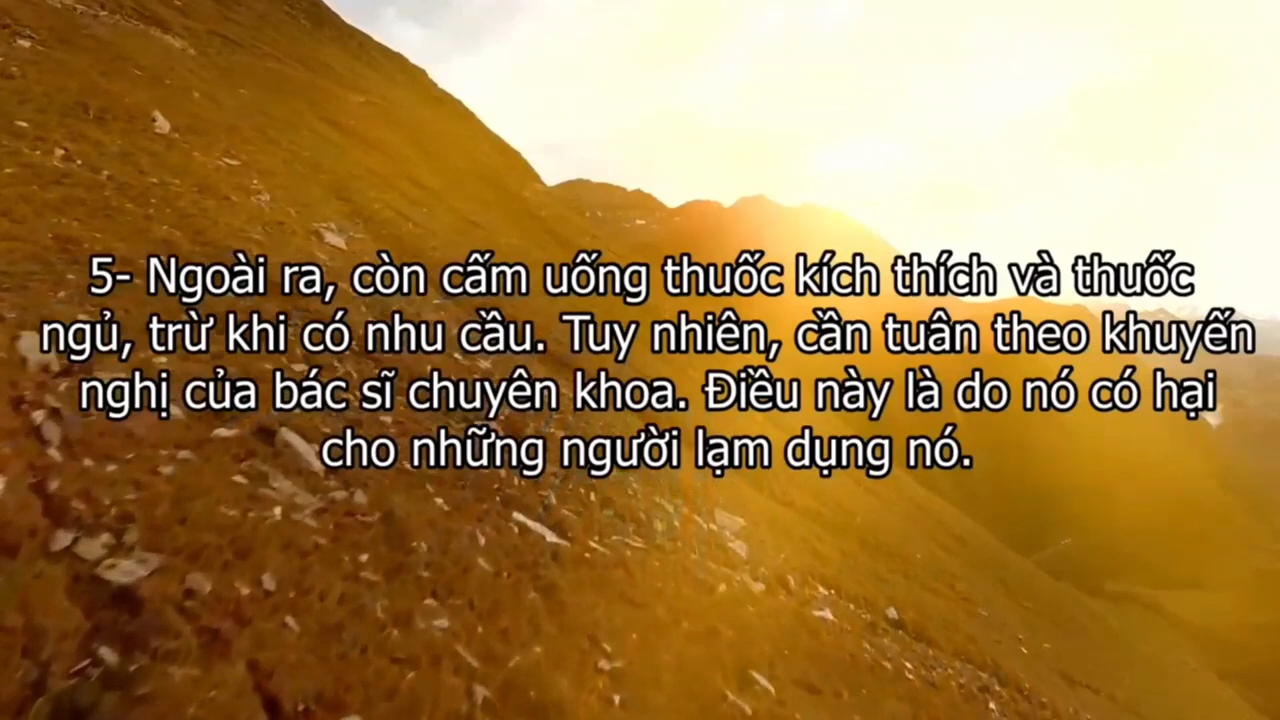 5- Ngoài ra, còn cấm uống thuốc kích thích và thuốc
ngủ, trừ khi có nhu cầu. Tuy nhiên, cần tuân theo khuyến
nghị của bác sĩ chuyên khoa. Điều này là do nó có hại
cho những người lạm dụng nó.